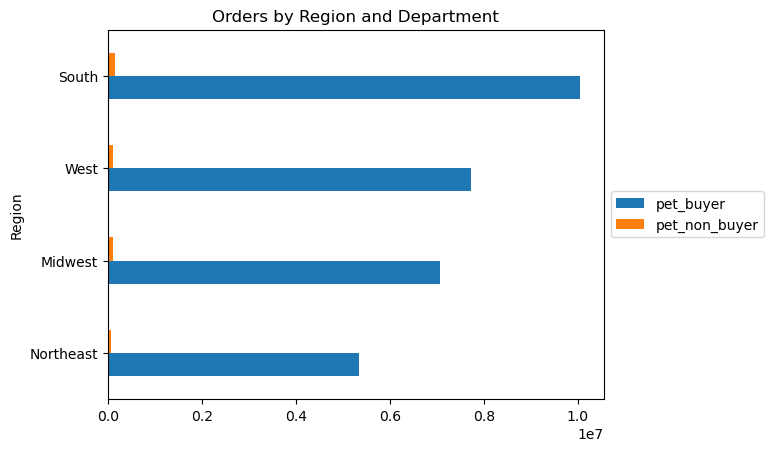 Orders by Region and Department
Region
South
West
Midwest
Northeast
0.0 0.2 0.4 0.6 0.8 1.0
1e7
pet_buyer
pet_non_buyer